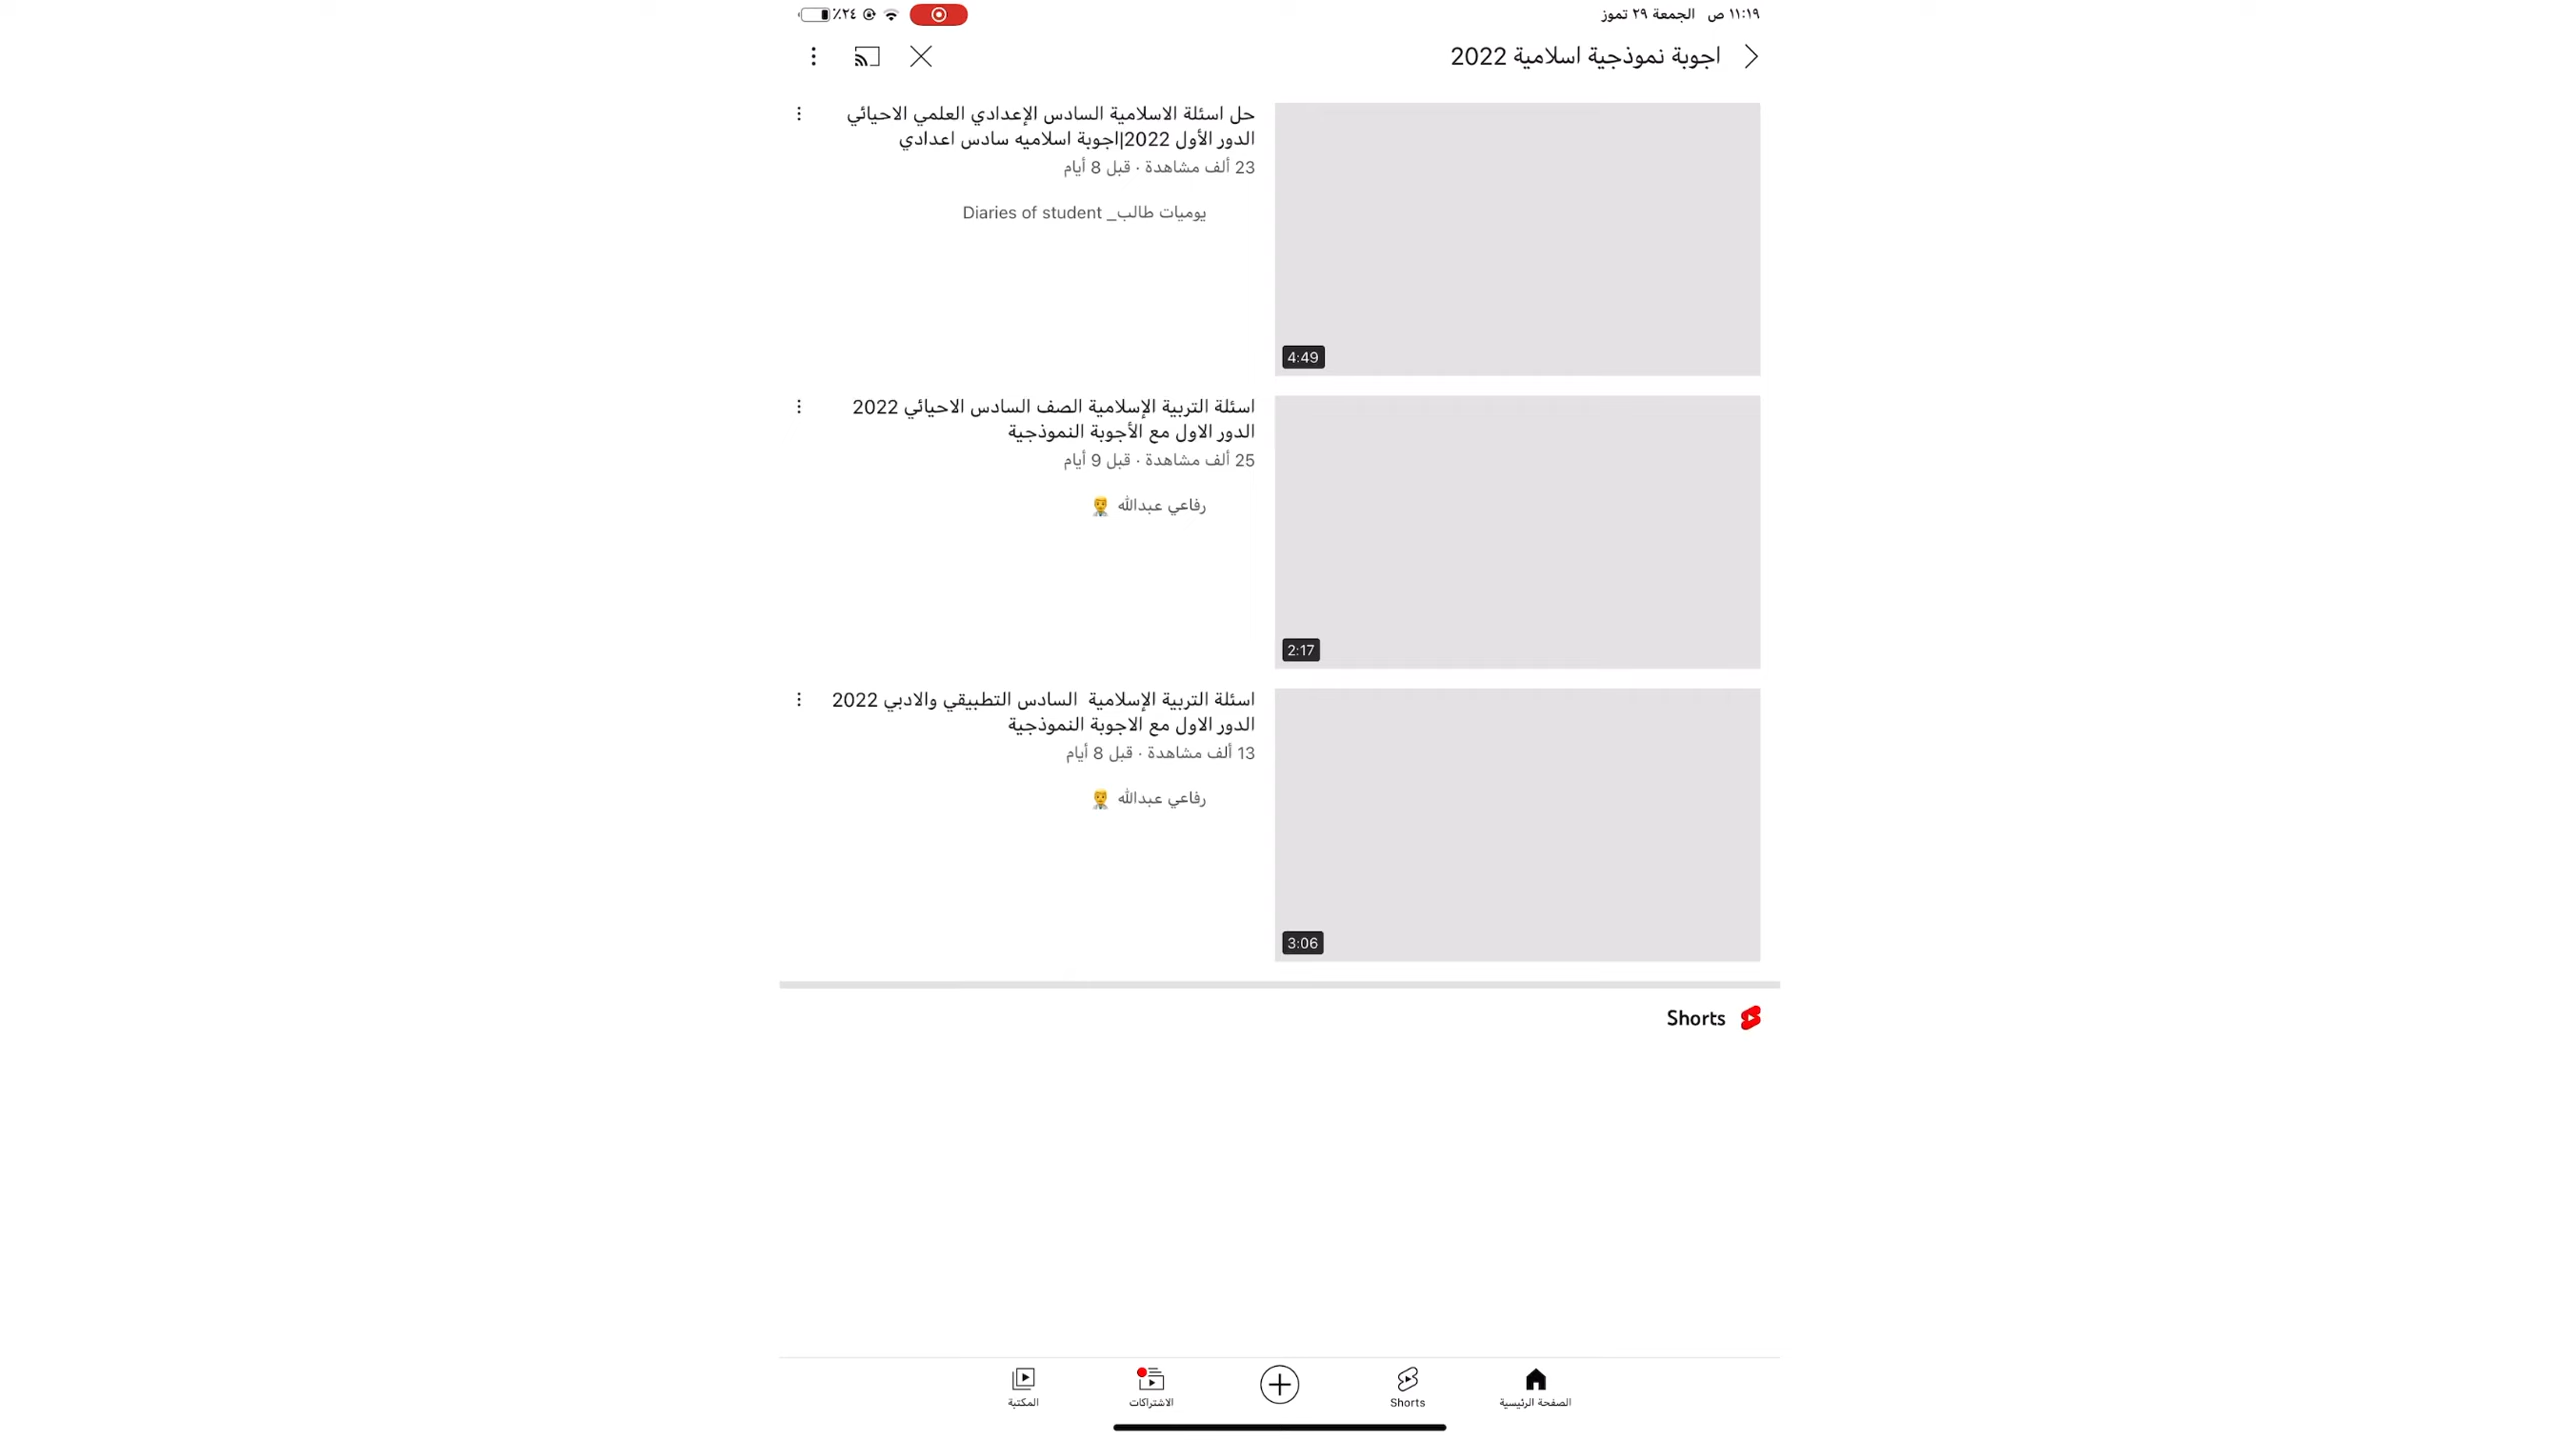 ١١:١٩ ص الجمعة ٢٩ تموز
٪٢٤
اجوبة نموذجية اسلامية 2022
حل اسئلة الاسلامية السادس الإعدادي العلمي الاحيائي
الدور الأول 2022|اجوبة اسلاميه سادس اعدادي
23 ألف مشاهدة · قبل 8 أيام
يوميات طالب_ Diaries of student
4:49
اسئلة التربية الإسلامية الصف السادس الاحيائي 2022
الدور الاول مع الأجوبة النموذجية
25 ألف مشاهدة · قبل 9 أيام
رفاعي عبدالله 👨‍⚕️
2:17
اسئلة التربية الإسلامية السادس التطبيقي والادبي 2022
الدور الاول مع الاجوبة النموذجية
13 ألف مشاهدة · قبل 8 أيام
رفاعي عبدالله 👨‍⚕️
3:06
Shorts
الصفحة الرئيسية
Shorts
الاشتراكات
المكتبة